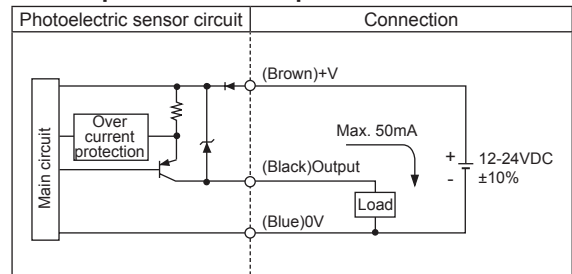 Photoelectric sensor circuit
Connection
(Brown)+V
Over
current
protection
Main circuit
Max. 50mA
(Black)Output
+
-
12-24VDC
±10%
Load
(Blue)0V